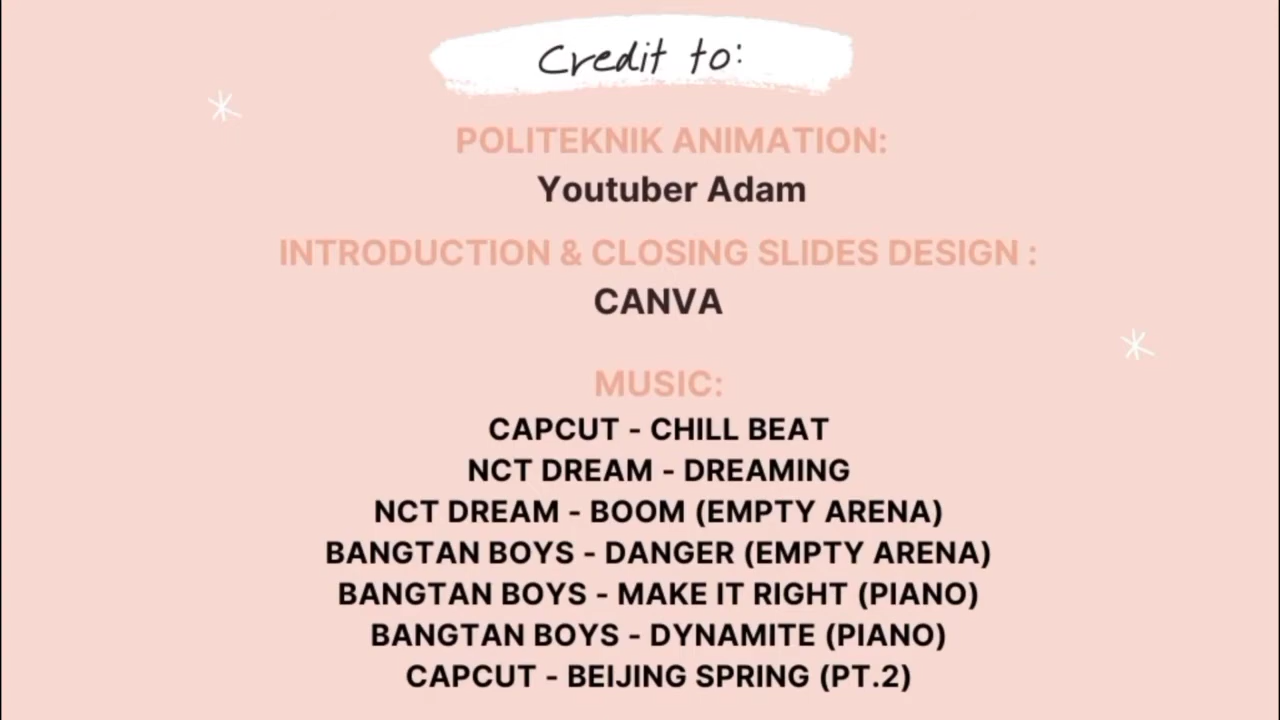 Credit to:
POLITEKNIK ANIMATION:
Youtuber Adam
INTRODUCTION & CLOSING SLIDES DESIGN :
CANVA
MUSIC:
CAPCUT - CHILL BEAT
NCT DREAM - DREAMING
NCT DREAM - BOOM (EMPTY ARENA)
BANGTAN BOYS - DANGER (EMPTY ARENA)
BANGTAN BOYS - MAKE IT RIGHT (PIANO)
BANGTAN BOYS - DYNAMITE (PIANO)
CAPCUT - BEIJING SPRING (PT.2)